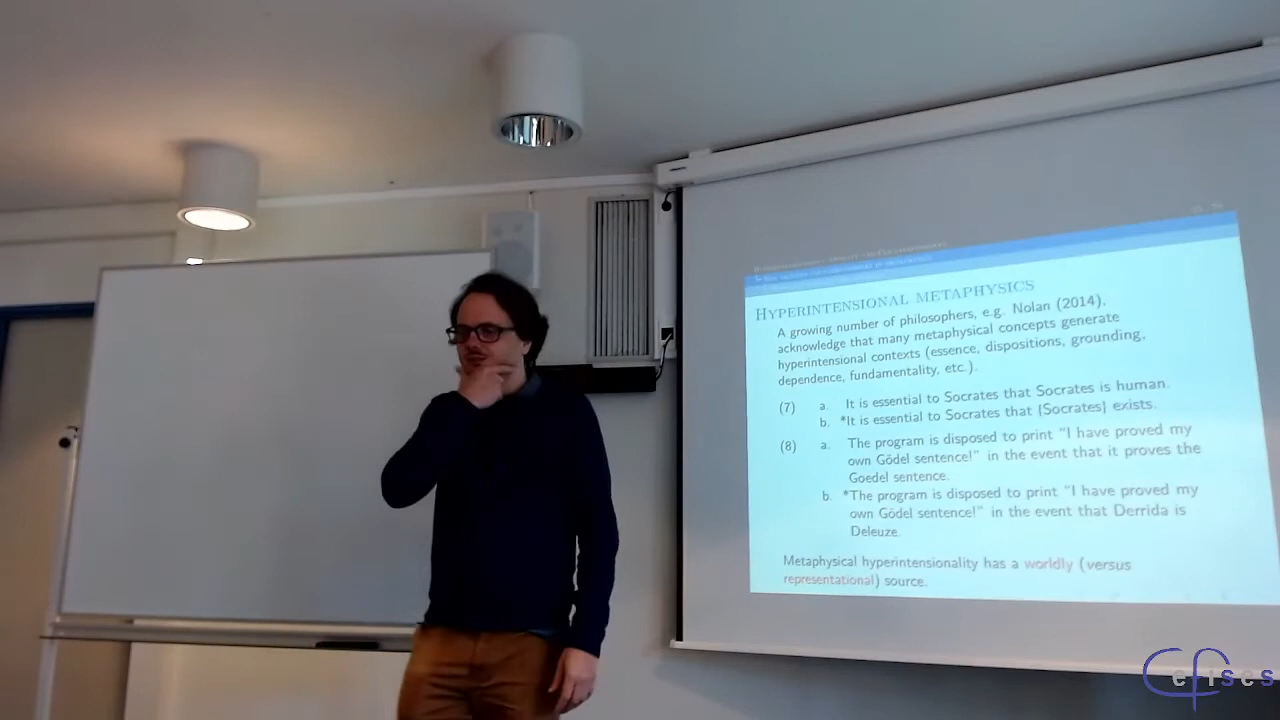 HYPERINTENSIONAL METAPHYSICS
A growing number of philosophers, e.g. Nolan (2014),
acknowledge that many metaphysical concepts generate
hyperintensional contexts (essence, dispositions, grounding,
dependence, fundamentality, etc.).
(7) a. It is essential to Socrates that Socrates is human.
b. *It is essential to Socrates that {Socrates} exists.
(8) a. The program is disposed to print “I have proved my
own Gödel sentence!” in the event that it proves the
Goedel sentence.
b. *The program is disposed to print “I have proved my
own Gödel sentence!” in the event that Derrida is
Deleuze.
Metaphysical hyperintensionality has a worldly (versus
representational) source.
Cefises